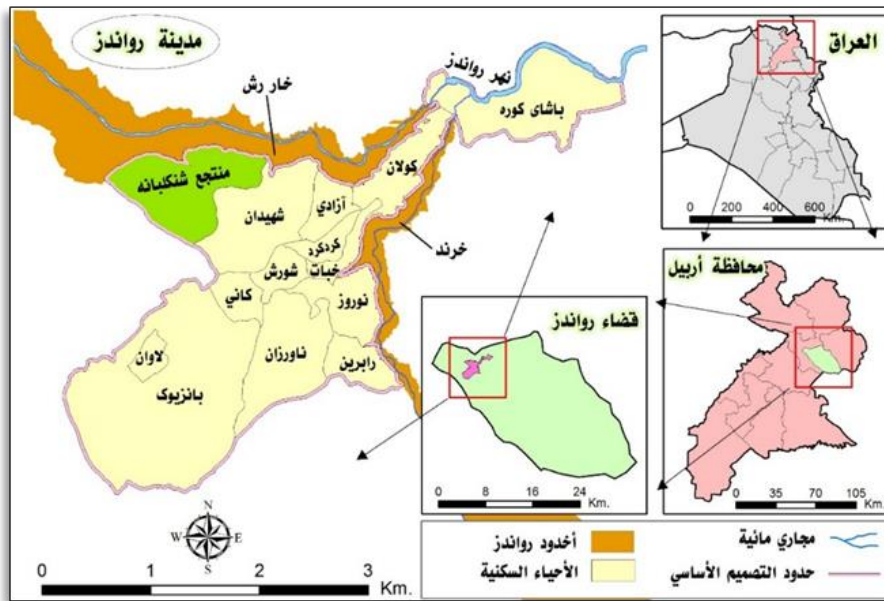 مدينة رواندز
نهر رواندز
خار رش
باشاي كوره
كولان
منتجع شنكلبانه
شهيدان
آزادي
كردكرد
خرند
خبات
شورش
كاني
نوروز
ناورزان
رابرين
لاوان
بانزيوک
العراق
0 200 400 600
Km.
محافظة أربيل
0 35 70 105
Km.
قضاء رواندز
0 8 16 24
Km.
N
W E
S
0 1 2 3
Km.
أخدود رواندز
الأحياء السكنية
مجاري مائية
حدود التصميم الأساسي